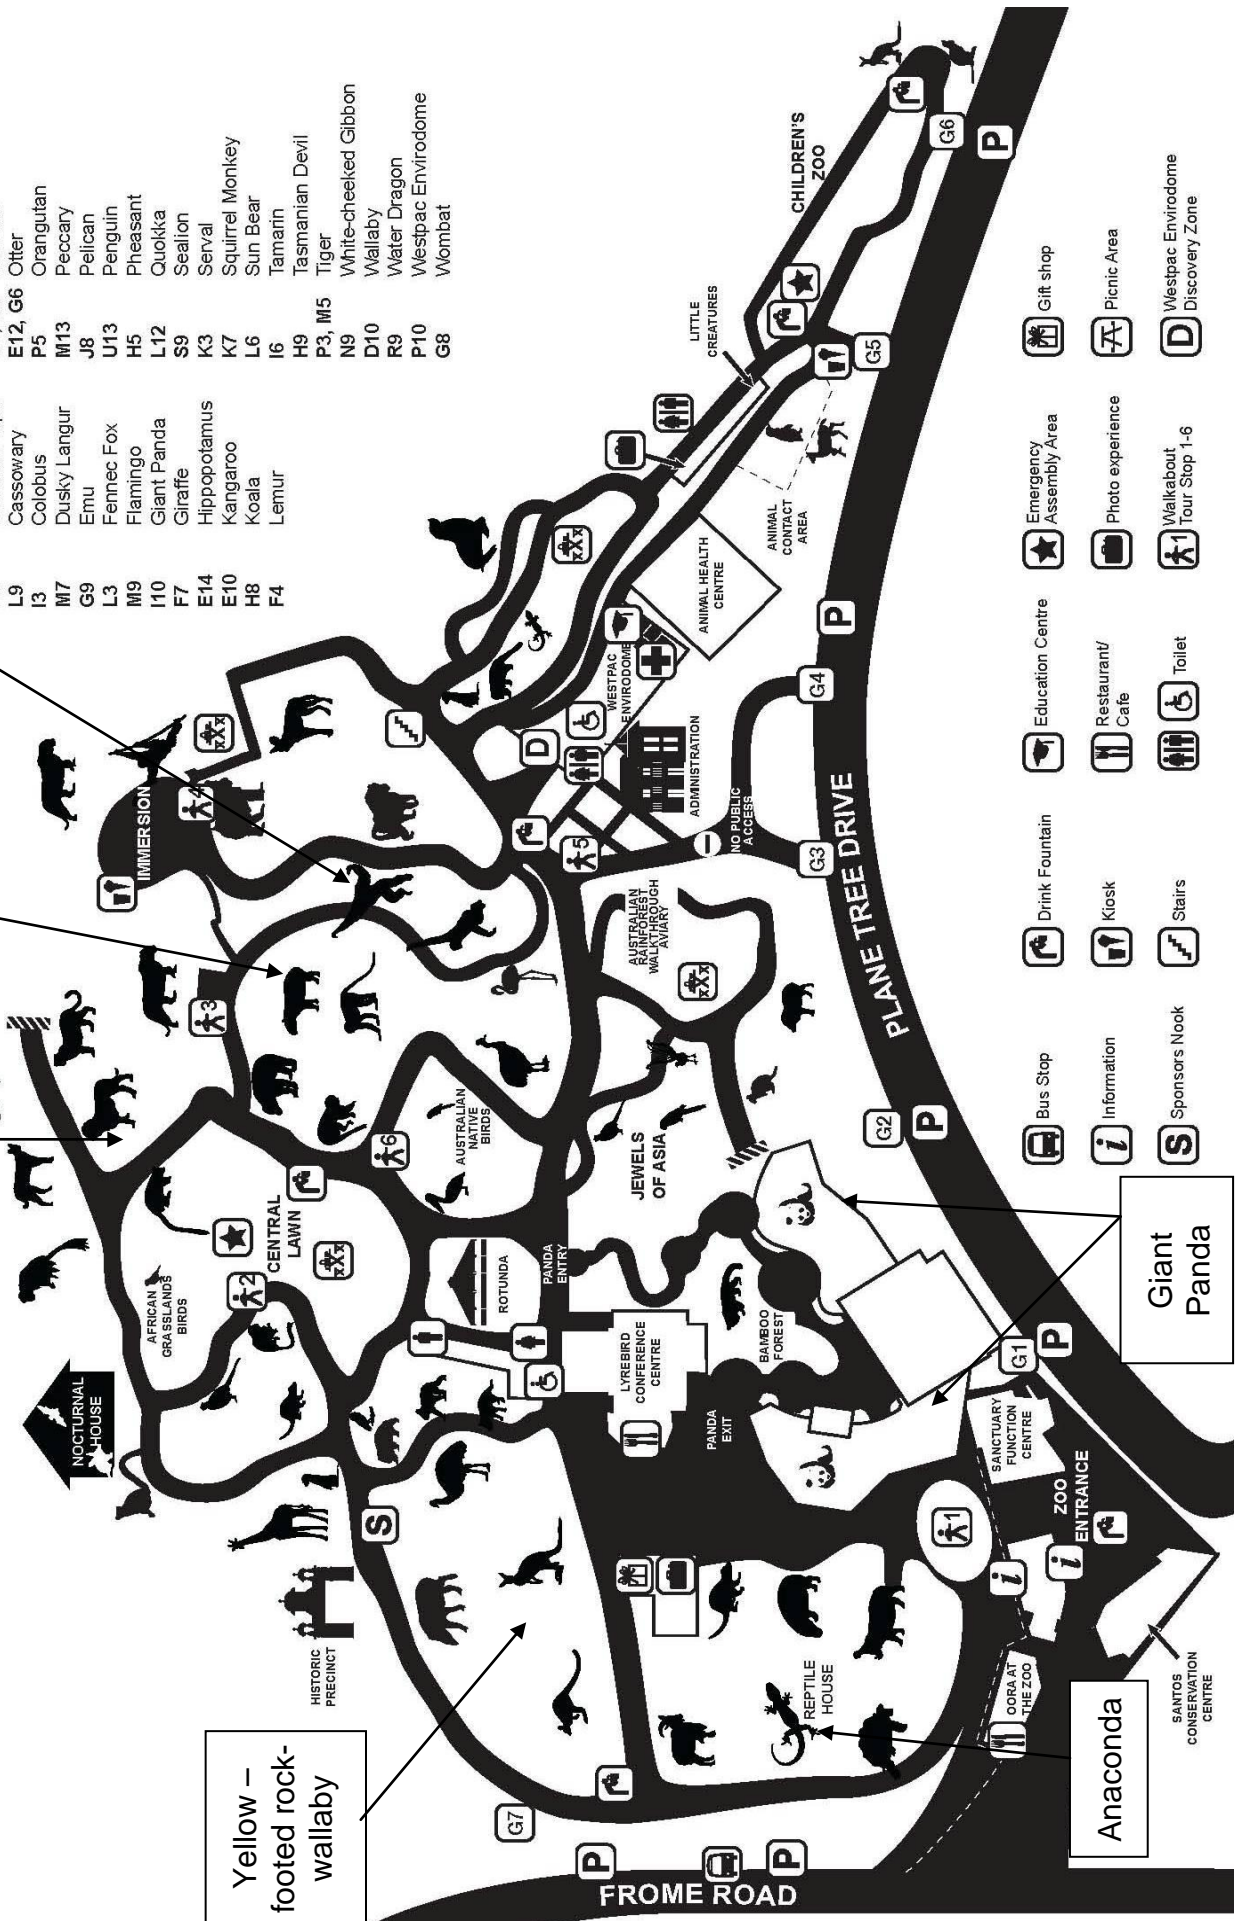 E12, G6 Otter
P5 Orangutan
M13 Peccary
J8 Pelican
U13 Penguin
H5 Pheasant
L12 Quokka
S9 Sealion
K3 Serval
K7 Squirrel Monkey
L6 Sun Bear
I6 Tamarin
H9 Tasmanian Devil
P3, M5 Tiger
N9 White-cheeked Gibbon
D10 Wallaby
R9 Water Dragon
P10 Westpac Envirodome
G8 Wombat
L9 Cassowary
I3 Colobus
M7 Dusky Langur
G9 Emu
L3 Fennec Fox
M9 Flamingo
I10 Giant Panda
F7 Giraffe
E14 Hippopotamus
E10 Kangaroo
H8 Koala
F4 Lemur
CHILDREN'S
ZOO
G6
P
LITTLE
CREATURES
G5
ANIMAL
CONTACT
AREA
ANIMAL HEALTH
CENTRE
WESTPAC
ENVIRODOME
D
ADMINISTRATION
NO PUBLIC
ACCESS
G4
G3
P
PLANE TREE DRIVE
IMMERSION
4
5
3
AUSTRALIAN
RAINFOREST
WALKTHROUGH
AVIARY
6
AUSTRALIAN
NATIVE
BIRDS
JEWELS
OF ASIA
G2
P
CENTRAL
LAWN
2
AFRICAN
GRASSLANDS
BIRDS
ROTUNDA
PANDA
ENTRY
NOCTURNAL
HOUSE
LYREBIRD
CONFERENCE
CENTRE
BAMBOO
FOREST
PANDA
EXIT
G1
P
SANCTUARY
FUNCTION
CENTRE
ZOO
ENTRANCE
1
i
i
S
HISTORIC
PRECINCT
REPTILE
HOUSE
OORA AT
THE ZOO
SANTOS
CONSERVATION
CENTRE
G7
P
P
FROME ROAD
Yellow –
footed rock-
wallaby
Anaconda
Giant
Panda
Bus Stop
Drink Fountain
Education Centre
Emergency
Assembly Area
Gift shop
i Information
Kiosk
Restaurant/
Cafe
Photo experience
Picnic Area
S Sponsors Nook
Stairs
Toilet
1 Walkabout
Tour Stop 1-6
D Westpac Envirodome
Discovery Zone